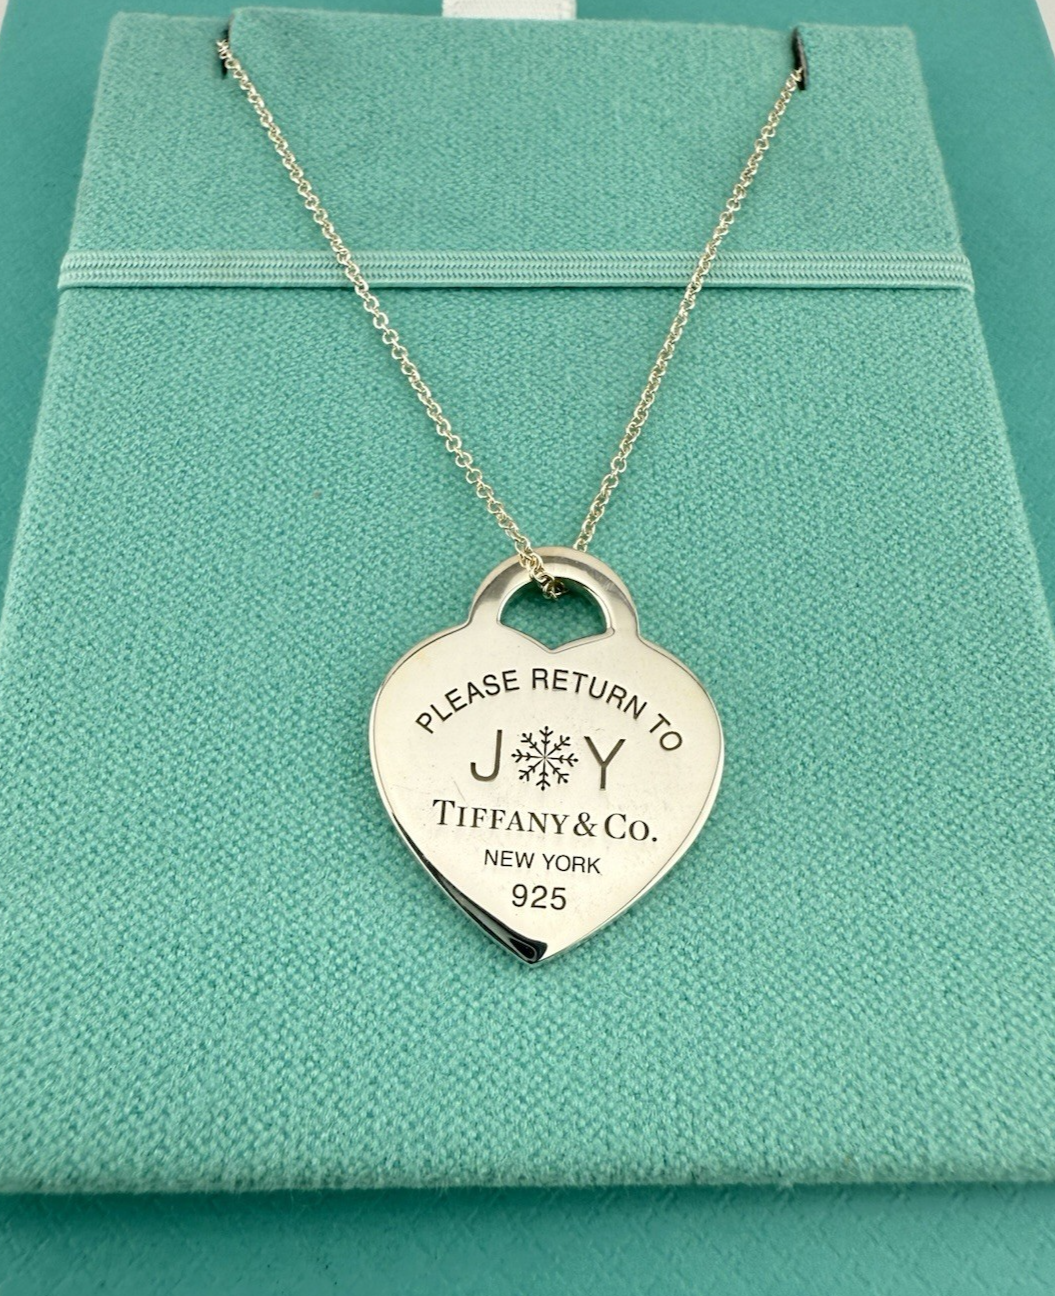 PLEASE RETURN TO
J❄Y
TIFFANY & CO.
NEW YORK
925